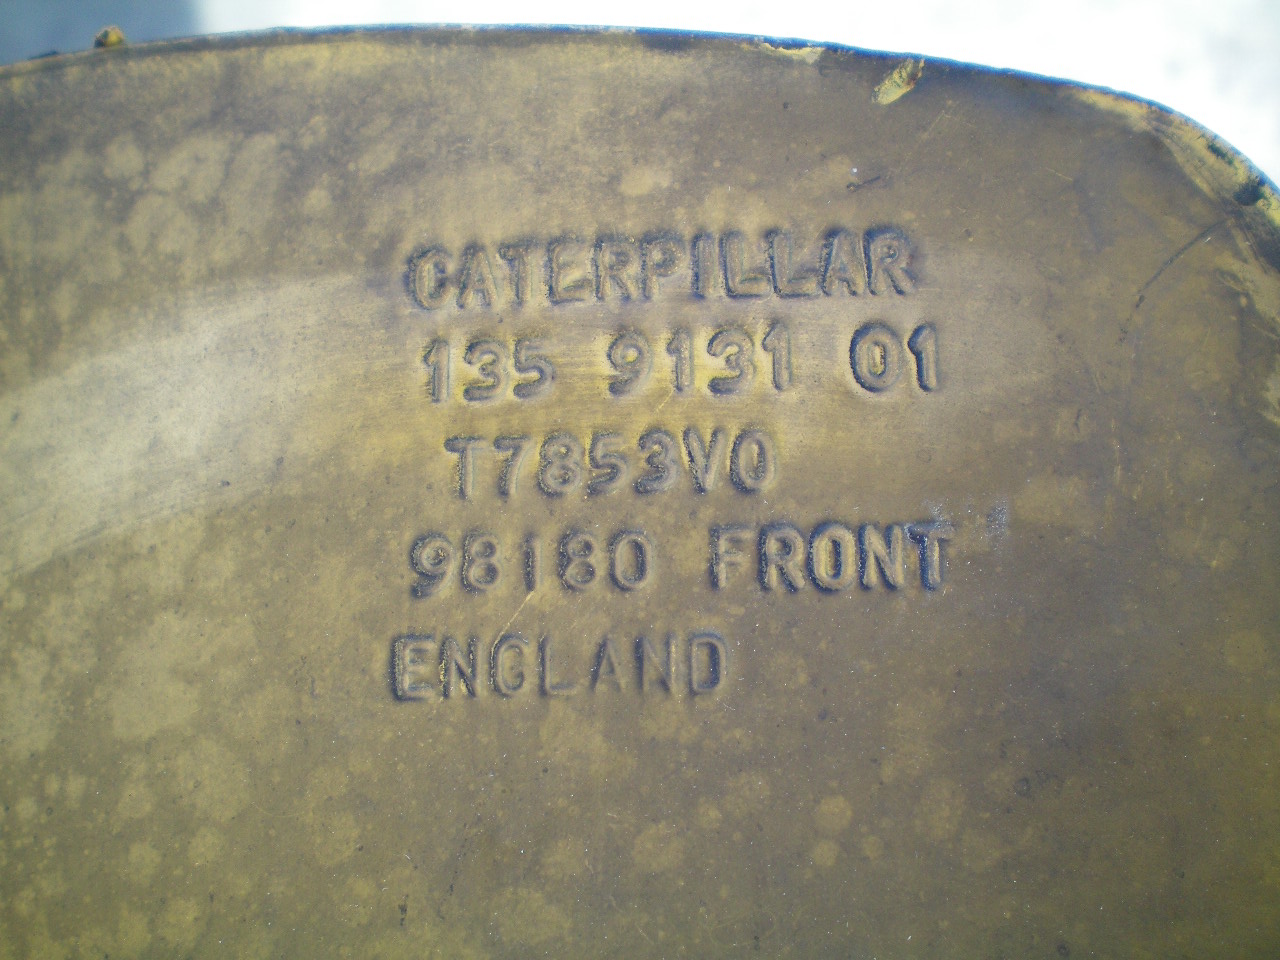 CATERPILLAR
135 9131 01
T7853V0
98180 FRONT
ENGLAND